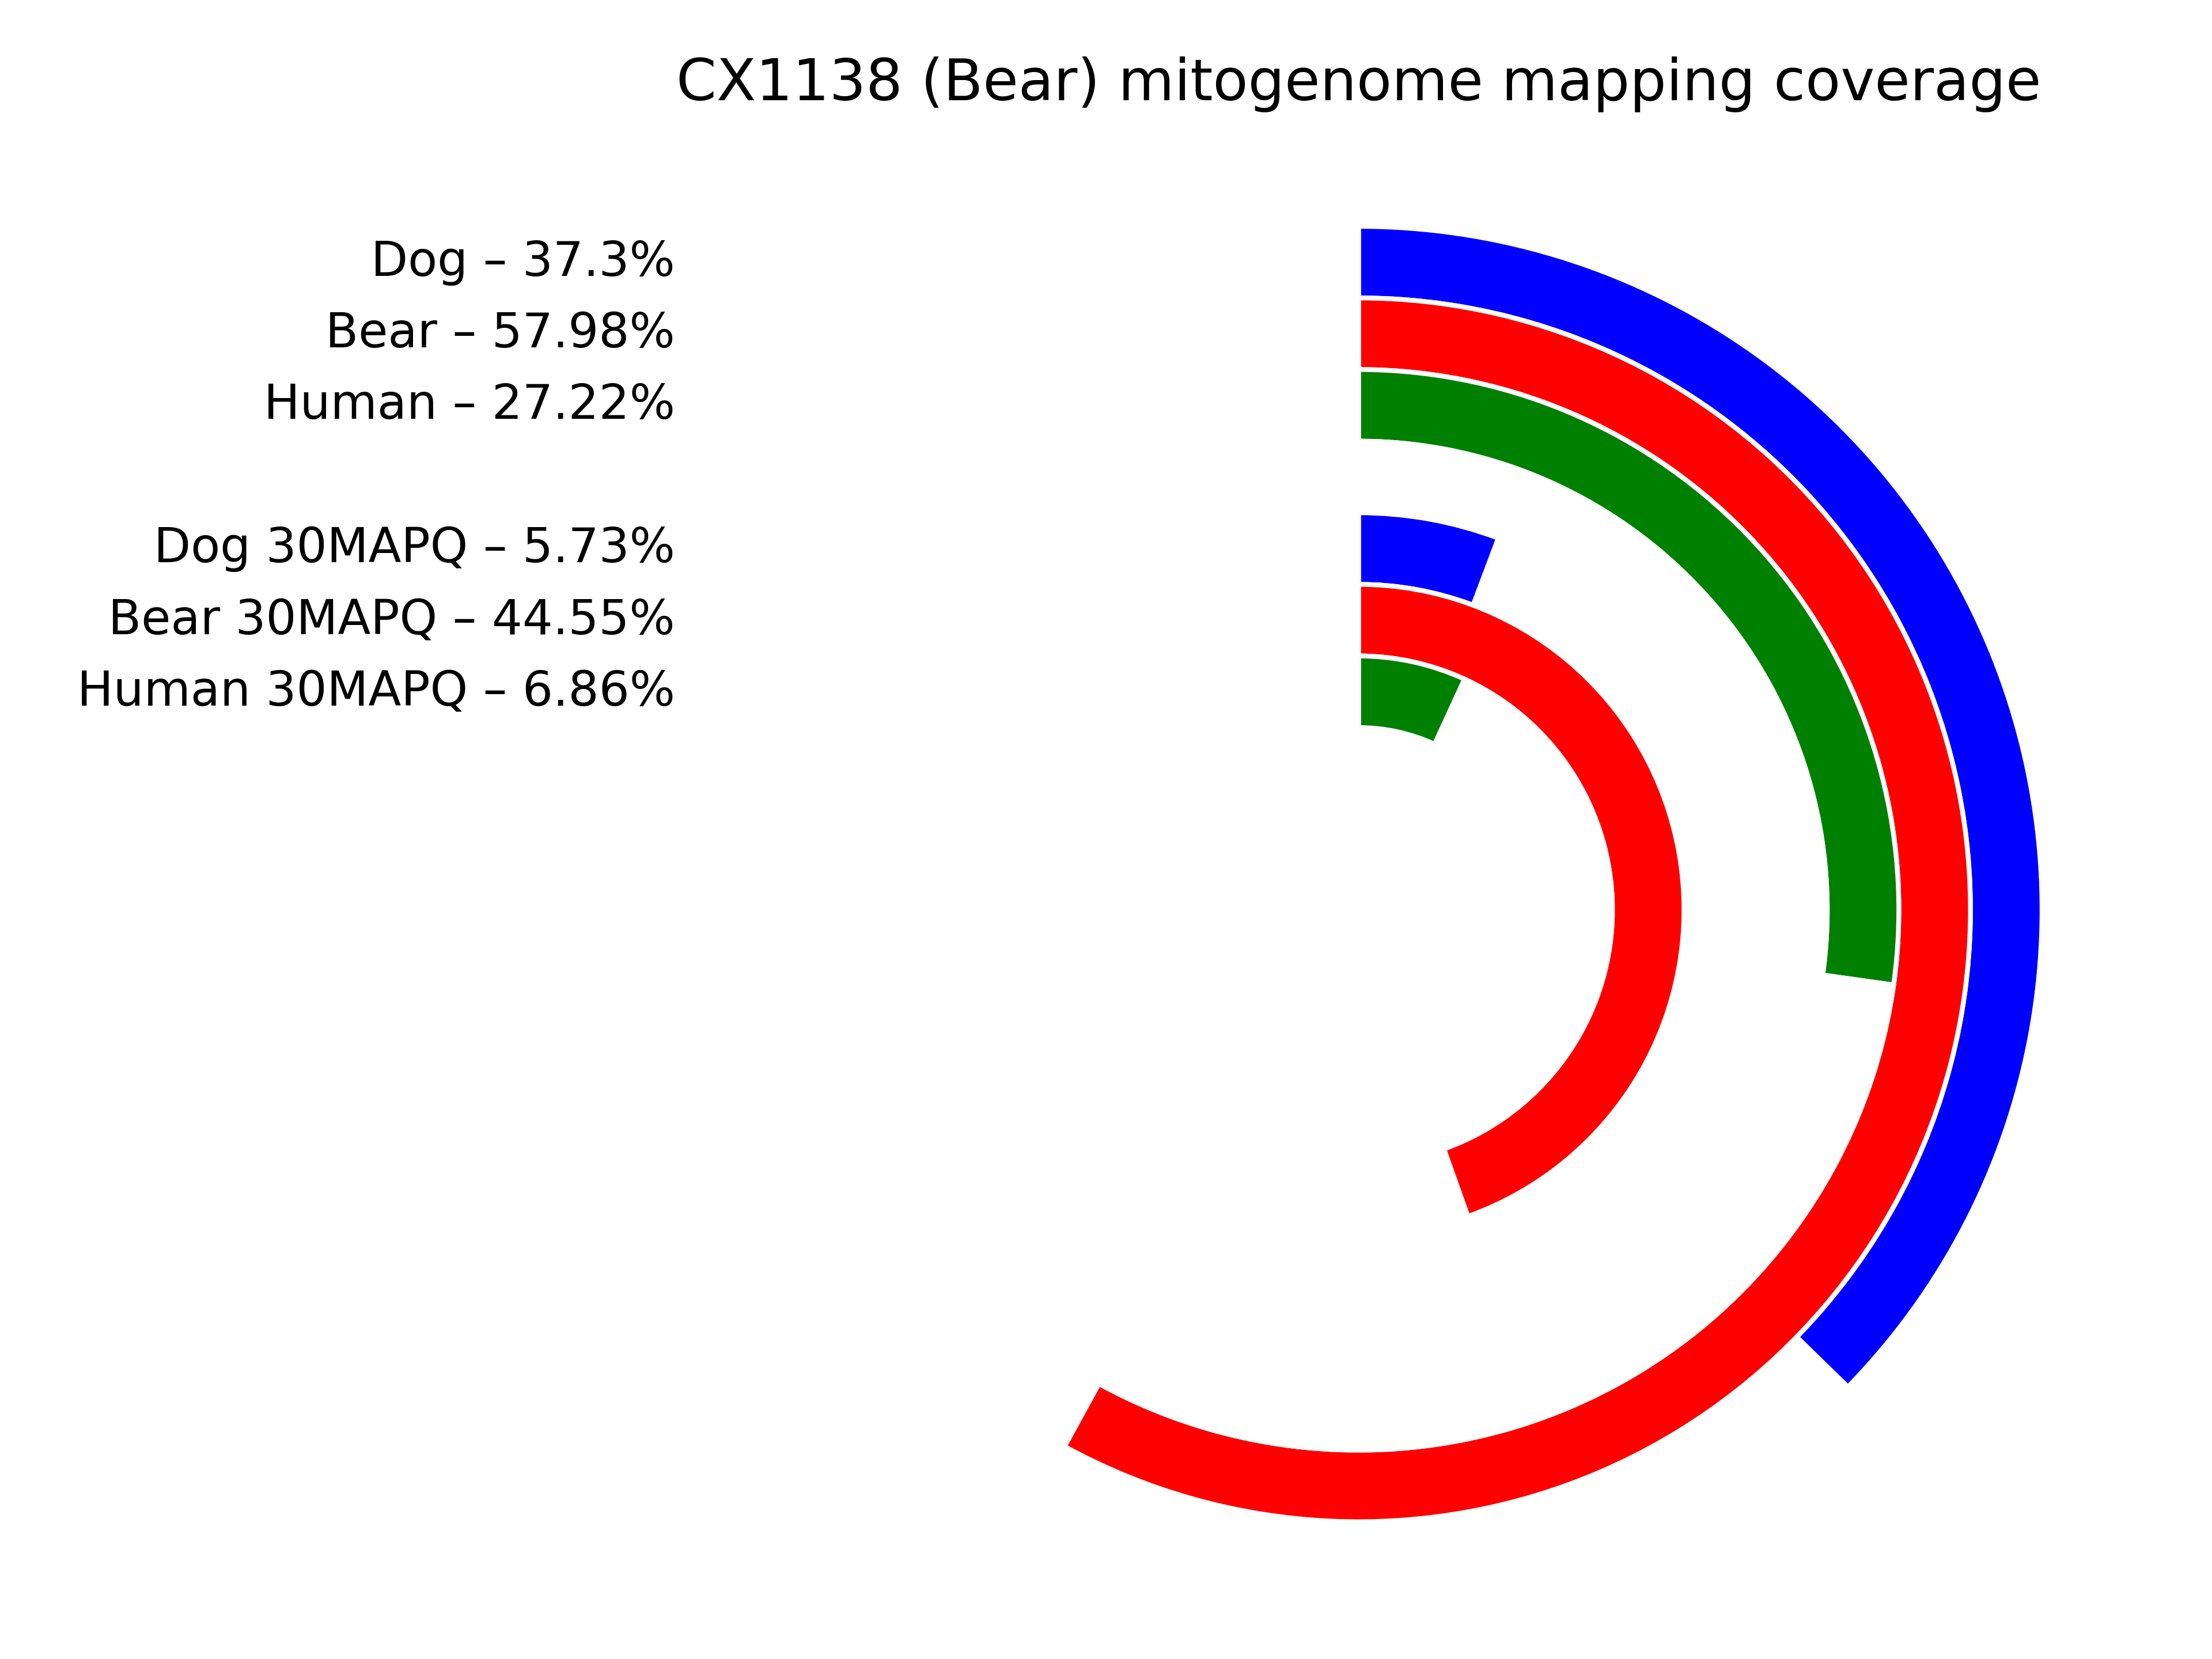 CX1138 (Bear) mitogenome mapping coverage
Dog – 37.3%
Bear – 57.98%
Human – 27.22%
Dog 30MAPQ – 5.73%
Bear 30MAPQ – 44.55%
Human 30MAPQ – 6.86%